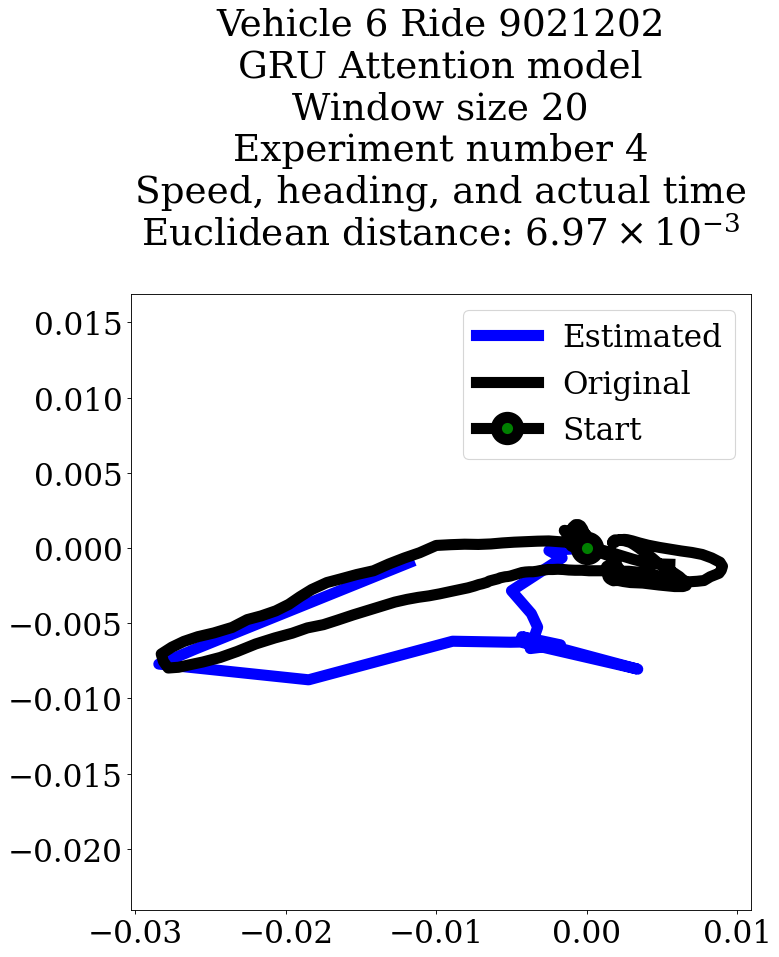 Vehicle 6 Ride 9021202
GRU Attention model
Window size 20
Experiment number 4
Speed, heading, and actual time
Euclidean distance: 6.97 × 10⁻³
Estimated
Original
Start
0.015
0.010
0.005
0.000
−0.005
−0.010
−0.015
−0.020
−0.03 −0.02 −0.01 0.00 0.01